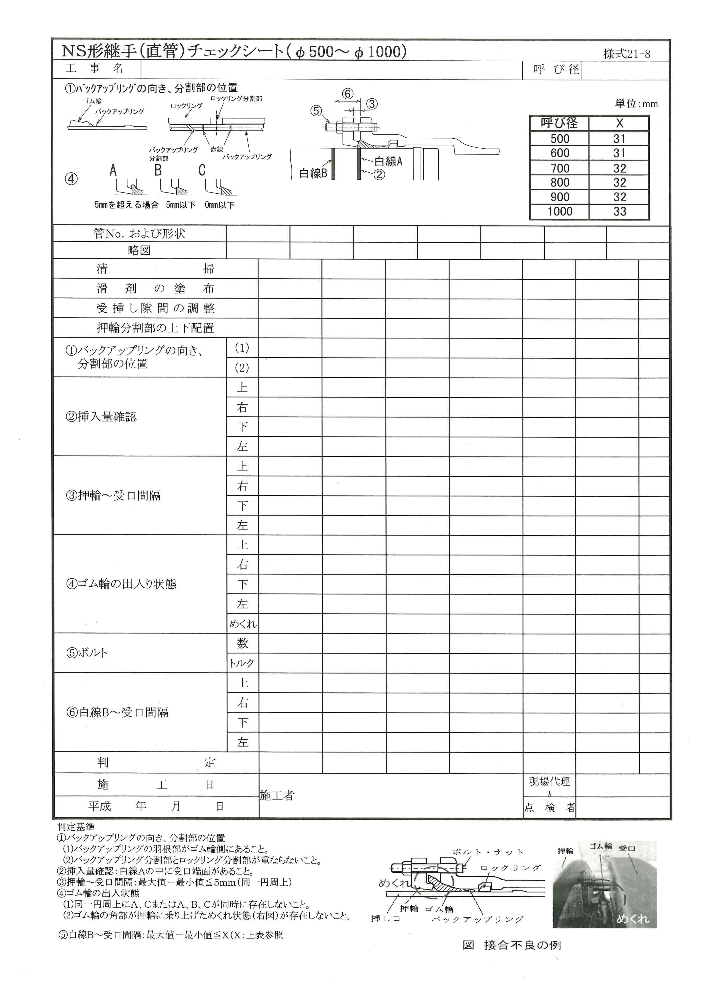 NS形継手(直管)チェックシート(φ500～φ1000)
様式21-8
工事名
呼び径
①バックアップリングの向き、分割部の位置
ゴム輪
バックアップリング
ロックリング
ロックリング分割部
バックアップリング
分割部
赤線
バックアップリング
④
A B C
5mmを超える場合 5mm以下 0mm以下
⑥
③
⑤
白線A
白線B
②
単位:mm
呼び径 X
500 31
600 31
700 32
800 32
900 32
1000 33
管No. および形状
略図
清掃
滑剤の塗布
受挿し隙間の調整
押輪分割部の上下配置
①バックアップリングの向き、
分割部の位置
(1)
(2)
②挿入量確認
上
右
下
左
③押輪～受口間隔
上
右
下
左
④ゴム輪の出入り状態
上
右
下
左
めくれ
⑤ボルト
数
トルク
⑥白線B～受口間隔
上
右
下
左
判定
施工日
平成 年 月 日
施工者
現場代理
人
点検者
判定基準
①バックアップリングの向き、分割部の位置
(1)バックアップリングの羽根部がゴム輪側にあること。
(2)バックアップリング分割部とロックリング分割部が重ならないこと。
②挿入量確認:白線Aの中に受口端面があること。
③押輪～受口間隔:最大値－最小値≦5mm(同一円周上)
④ゴム輪の出入状態
(1)同一円周上にA、CまたはA、B、Cが同時に存在しないこと。
(2)ゴム輪の角部が押輪に乗り上げためくれ状態(右図)が存在しないこと。
⑤白線B～受口間隔:最大値－最小値≦X(X:上表参照
ボルト・ナット
ロックリング
めくれ
押輪
ゴム輪
挿し口
バックアップリング
押輪
ゴム輪
受口
めくれ
図 接合不良の例